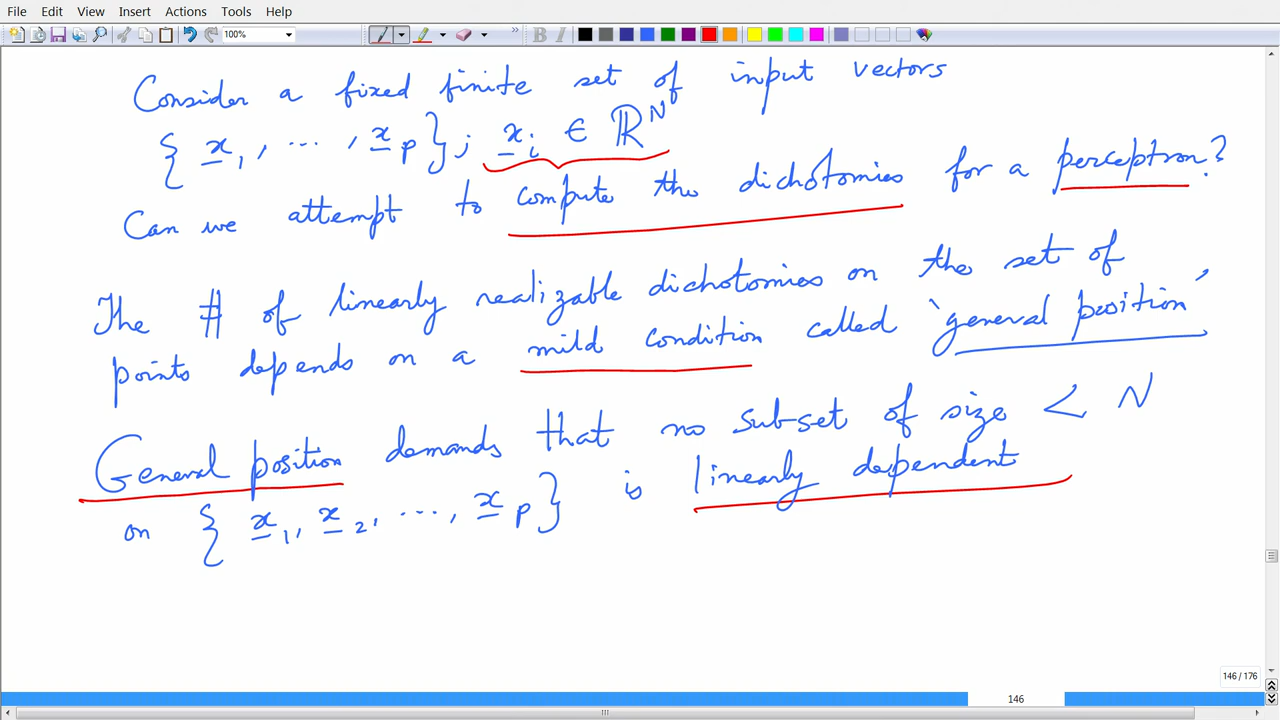 File Edit View Insert Actions Tools Help
100%
Consider a fixed finite set of input vectors
{ x₁, ..., x_p }; x_i ∈ ℝ^N
Can we attempt to compute the dichotomies for a perceptron?
The # of linearly realizable dichotomies on the set of
points depends on a mild condition called 'general position'
General position demands that no sub-set of size < N
on { x₁, x₂, ..., x_p } is linearly dependent
146 / 176
146